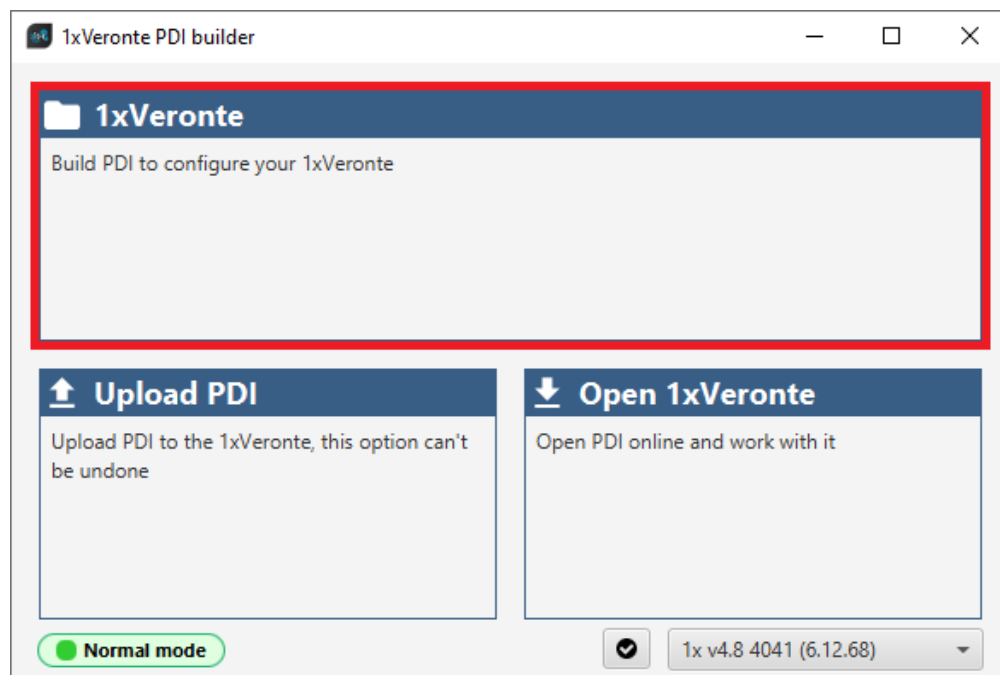 1xVeronte PDI builder
1xVeronte
Build PDI to configure your 1xVeronte
Upload PDI
Upload PDI to the 1xVeronte, this option can't
be undone
Open 1xVeronte
Open PDI online and work with it
Normal mode
1x v4.8 4041 (6.12.68)